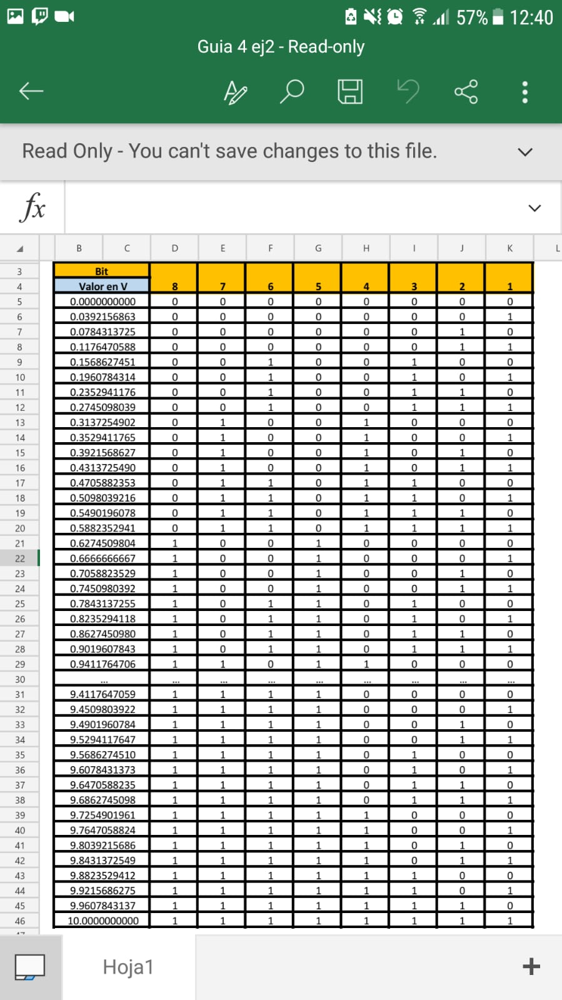 57% 12:40
Guia 4 ej2 - Read-only
Read Only - You can't save changes to this file.
fx
B C D E F G H I J K L
3 Bit
4 Valor en V 8 7 6 5 4 3 2 1
5 0.0000000000 0 0 0 0 0 0 0 0
6 0.0392156863 0 0 0 0 0 0 0 1
7 0.0784313725 0 0 0 0 0 0 1 0
8 0.1176470588 0 0 0 0 0 0 1 1
9 0.1568627451 0 0 1 0 0 1 0 0
10 0.1960784314 0 0 1 0 0 1 0 1
11 0.2352941176 0 0 1 0 0 1 1 0
12 0.2745098039 0 0 1 0 0 1 1 1
13 0.3137254902 0 1 0 0 1 0 0 0
14 0.3529411765 0 1 0 0 1 0 0 1
15 0.3921568627 0 1 0 0 1 0 1 0
16 0.4313725490 0 1 0 0 1 0 1 1
17 0.4705882353 0 1 1 0 1 1 0 0
18 0.5098039216 0 1 1 0 1 1 0 1
19 0.5490196078 0 1 1 0 1 1 1 0
20 0.5882352941 0 1 1 0 1 1 1 1
21 0.6274509804 1 0 0 1 0 0 0 0
22 0.6666666667 1 0 0 1 0 0 0 1
23 0.7058823529 1 0 0 1 0 0 1 0
24 0.7450980392 1 0 0 1 0 0 1 1
25 0.7843137255 1 0 1 1 0 1 0 0
26 0.8235294118 1 0 1 1 0 1 0 1
27 0.8627450980 1 0 1 1 0 1 1 0
28 0.9019607843 1 0 1 1 0 1 1 1
29 0.9411764706 1 1 0 1 1 0 0 0
30 ... ... ... ... ... ... ... ... ...
31 9.4117647059 1 1 1 1 0 0 0 0
32 9.4509803922 1 1 1 1 0 0 0 1
33 9.4901960784 1 1 1 1 0 0 1 0
34 9.5294117647 1 1 1 1 0 0 1 1
35 9.5686274510 1 1 1 1 0 1 0 0
36 9.6078431373 1 1 1 1 0 1 0 1
37 9.6470588235 1 1 1 1 0 1 1 0
38 9.6862745098 1 1 1 1 0 1 1 1
39 9.7254901961 1 1 1 1 1 0 0 0
40 9.7647058824 1 1 1 1 1 0 0 1
41 9.8039215686 1 1 1 1 1 0 1 0
42 9.8431372549 1 1 1 1 1 0 1 1
43 9.8823529412 1 1 1 1 1 1 0 0
44 9.9215686275 1 1 1 1 1 1 0 1
45 9.9607843137 1 1 1 1 1 1 1 0
46 10.0000000000 1 1 1 1 1 1 1 1
Hoja1